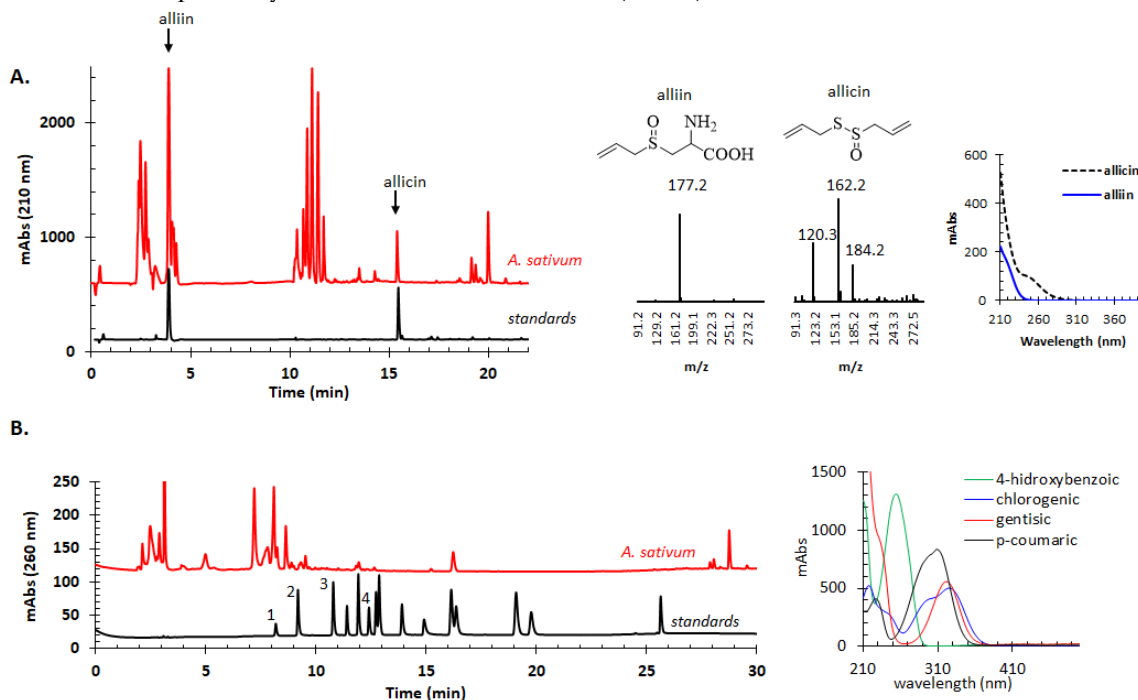 alliin
A.
mAbs (210 nm)
2000
1000
0
allicin
A. sativum
standards
0 5 10 15 20
Time (min)
alliin
allicin
O
NH₂
S
COOH
S
S
O
177.2
162.2
120.3
184.2
91.2 129.2 161.2 199.1 222.3 251.2 273.2
m/z
91.3 123.2 153.1 185.2 214.3 243.3 272.5
m/z
mAbs
600
400
200
0
allicin
alliin
210 260 310 360
Wavelength (nm)
B.
mAbs (260 nm)
250
200
150
100
50
0
A. sativum
1
2
3
4
standards
0 5 10 15 20 25 30
Time (min)
mAbs
1500
1000
500
0
4-hidroxybenzoic
chlorogenic
gentisic
p-coumaric
210 310 410
wavelength (nm)